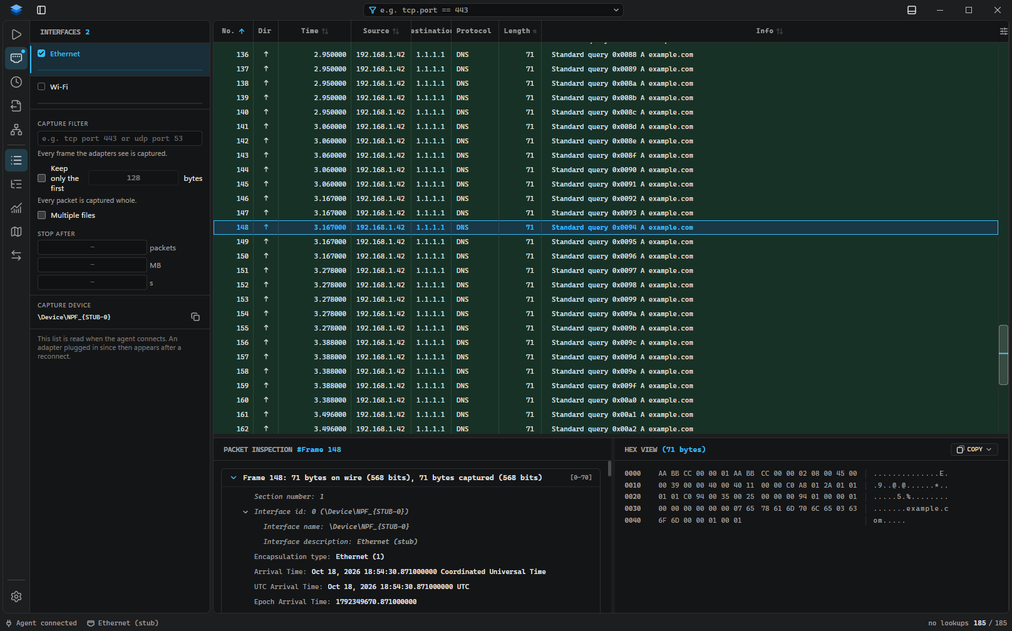 e.g. tcp.port == 443
INTERFACES 2
Ethernet
Wi-Fi
CAPTURE FILTER
e.g. tcp port 443 or udp port 53
Every frame the adapters see is captured.
Keep only the first 128 bytes
Every packet is captured whole.
Multiple files
STOP AFTER
– packets
– MB
– s
CAPTURE DEVICE
\Device\NPF_{STUB-0}
This list is read when the agent connects. An
adapter plugged in since then appears after a
reconnect.
No. ↑ Dir Time Source estination Protocol Length Info
136 ↑ 2.950000 192.168.1.42 1.1.1.1 DNS 71 Standard query 0x0088 A example.com
137 ↑ 2.950000 192.168.1.42 1.1.1.1 DNS 71 Standard query 0x0089 A example.com
138 ↑ 2.950000 192.168.1.42 1.1.1.1 DNS 71 Standard query 0x008a A example.com
139 ↑ 2.950000 192.168.1.42 1.1.1.1 DNS 71 Standard query 0x008b A example.com
140 ↑ 2.950000 192.168.1.42 1.1.1.1 DNS 71 Standard query 0x008c A example.com
141 ↑ 3.060000 192.168.1.42 1.1.1.1 DNS 71 Standard query 0x008d A example.com
142 ↑ 3.060000 192.168.1.42 1.1.1.1 DNS 71 Standard query 0x008e A example.com
143 ↑ 3.060000 192.168.1.42 1.1.1.1 DNS 71 Standard query 0x008f A example.com
144 ↑ 3.060000 192.168.1.42 1.1.1.1 DNS 71 Standard query 0x0090 A example.com
145 ↑ 3.060000 192.168.1.42 1.1.1.1 DNS 71 Standard query 0x0091 A example.com
146 ↑ 3.167000 192.168.1.42 1.1.1.1 DNS 71 Standard query 0x0092 A example.com
147 ↑ 3.167000 192.168.1.42 1.1.1.1 DNS 71 Standard query 0x0093 A example.com
148 ↑ 3.167000 192.168.1.42 1.1.1.1 DNS 71 Standard query 0x0094 A example.com
149 ↑ 3.167000 192.168.1.42 1.1.1.1 DNS 71 Standard query 0x0095 A example.com
150 ↑ 3.167000 192.168.1.42 1.1.1.1 DNS 71 Standard query 0x0096 A example.com
151 ↑ 3.278000 192.168.1.42 1.1.1.1 DNS 71 Standard query 0x0097 A example.com
152 ↑ 3.278000 192.168.1.42 1.1.1.1 DNS 71 Standard query 0x0098 A example.com
153 ↑ 3.278000 192.168.1.42 1.1.1.1 DNS 71 Standard query 0x0099 A example.com
154 ↑ 3.278000 192.168.1.42 1.1.1.1 DNS 71 Standard query 0x009a A example.com
155 ↑ 3.278000 192.168.1.42 1.1.1.1 DNS 71 Standard query 0x009b A example.com
156 ↑ 3.388000 192.168.1.42 1.1.1.1 DNS 71 Standard query 0x009c A example.com
157 ↑ 3.388000 192.168.1.42 1.1.1.1 DNS 71 Standard query 0x009d A example.com
158 ↑ 3.388000 192.168.1.42 1.1.1.1 DNS 71 Standard query 0x009e A example.com
159 ↑ 3.388000 192.168.1.42 1.1.1.1 DNS 71 Standard query 0x009f A example.com
160 ↑ 3.388000 192.168.1.42 1.1.1.1 DNS 71 Standard query 0x00a0 A example.com
161 ↑ 3.496000 192.168.1.42 1.1.1.1 DNS 71 Standard query 0x00a1 A example.com
162 ↑ 3.496000 192.168.1.42 1.1.1.1 DNS 71 Standard query 0x00a2 A example.com
PACKET INSPECTION #Frame 148
Frame 148: 71 bytes on wire (568 bits), 71 bytes captured (568 bits) [0-70]
Section number: 1
Interface id: 0 (\Device\NPF_{STUB-0})
Interface name: \Device\NPF_{STUB-0}
Interface description: Ethernet (stub)
Encapsulation type: Ethernet (1)
Arrival Time: Oct 18, 2026 18:54:30.871000000 Coordinated Universal Time
UTC Arrival Time: Oct 18, 2026 18:54:30.871000000 UTC
Epoch Arrival Time: 1792349670.871000000
HEX VIEW (71 bytes)
COPY
0000 AA BB CC 00 00 01 AA BB CC 00 00 02 08 00 45 00 ..............E.
0010 00 39 00 00 40 00 40 11 00 00 C0 A8 01 2A 01 01 .9..@.@......*..
0020 01 01 C0 94 00 35 00 25 00 00 00 94 01 00 00 01 .....5.%........
0030 00 00 00 00 00 00 07 65 78 61 6D 70 6C 65 03 63 .......example.c
0040 6F 6D 00 00 01 00 01 om.....
Agent connected
Ethernet (stub)
no lookups 185 / 185